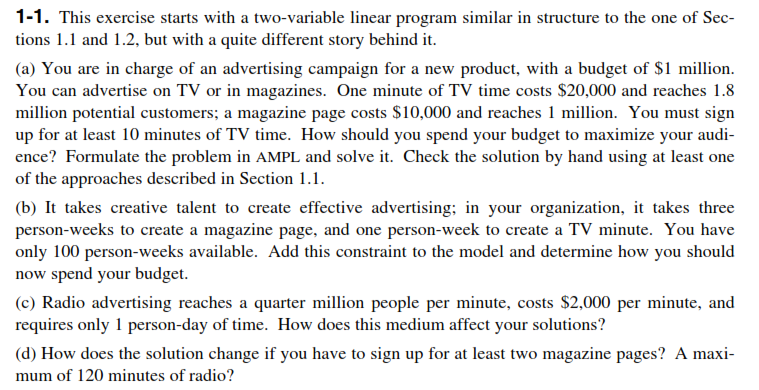 1-1. This exercise starts with a two-variable linear program similar in structure to the one of Sec-
tions 1.1 and 1.2, but with a quite different story behind it.
(a) You are in charge of an advertising campaign for a new product, with a budget of $1 million.
You can advertise on TV or in magazines. One minute of TV time costs $20,000 and reaches 1.8
million potential customers; a magazine page costs $10,000 and reaches 1 million. You must sign
up for at least 10 minutes of TV time. How should you spend your budget to maximize your audi-
ence? Formulate the problem in AMPL and solve it. Check the solution by hand using at least one
of the approaches described in Section 1.1.
(b) It takes creative talent to create effective advertising; in your organization, it takes three
person-weeks to create a magazine page, and one person-week to create a TV minute. You have
only 100 person-weeks available. Add this constraint to the model and determine how you should
now spend your budget.
(c) Radio advertising reaches a quarter million people per minute, costs $2,000 per minute, and
requires only 1 person-day of time. How does this medium affect your solutions?
(d) How does the solution change if you have to sign up for at least two magazine pages? A maxi-
mum of 120 minutes of radio?